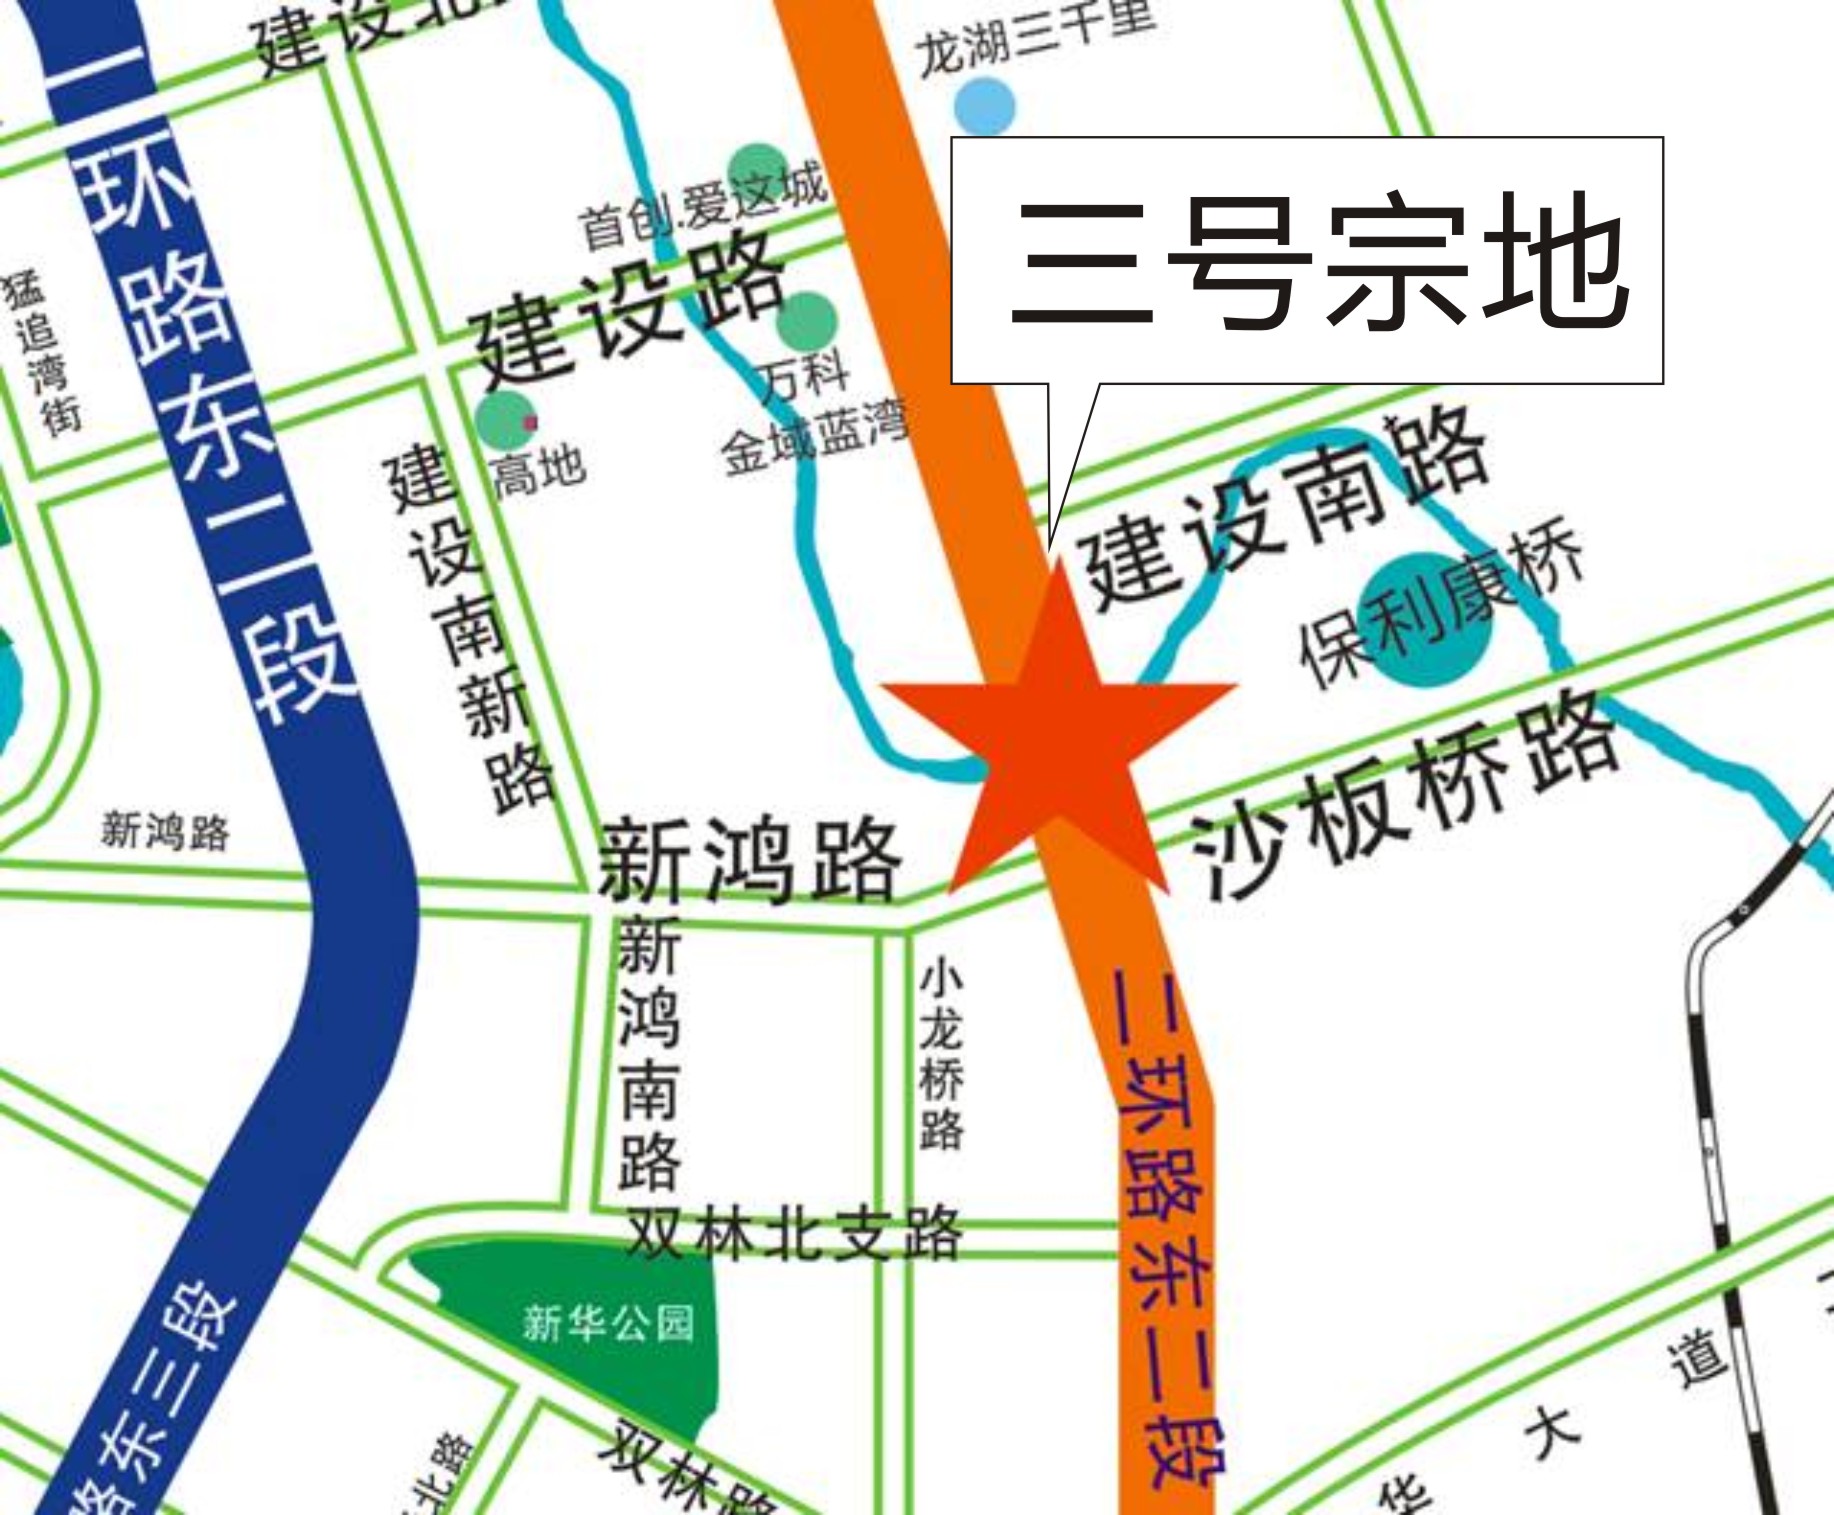 建设北
龙湖三千里
一环路东二段
首创.爱这城
三号宗地
建设路
猛追湾街
万科
金域蓝湾
高地
建设南路
建设南新路
保利康桥
沙板桥路
新鸿路
新鸿路
新鸿南路
小龙桥路
二环路东二段
双林北支路
新华公园
路东三段
北路
双林路
华大道